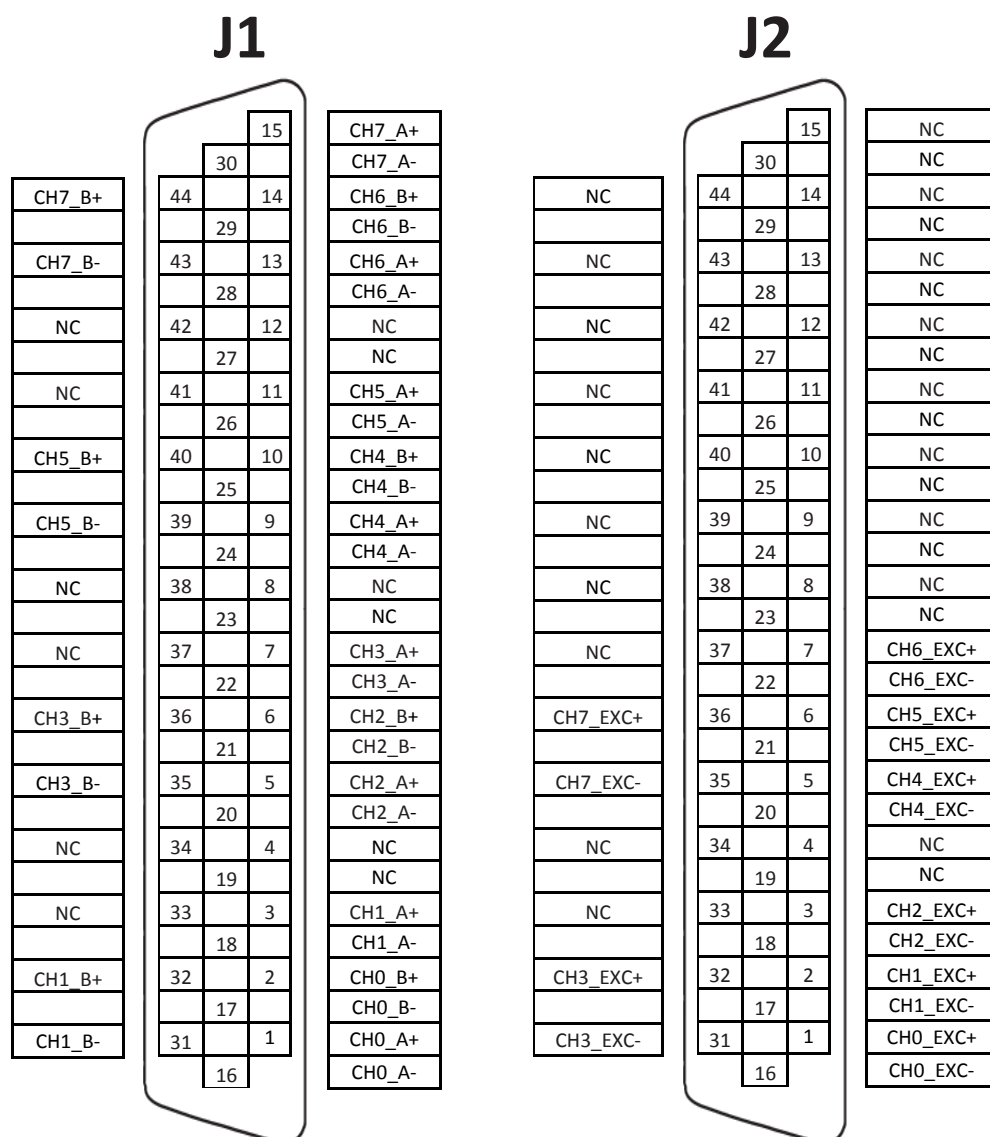 J1
15 CH7_A+
30 CH7_A-
CH7_B+ 44 14 CH6_B+
29 CH6_B-
CH7_B- 43 13 CH6_A+
28 CH6_A-
NC 42 12 NC
27 NC
NC 41 11 CH5_A+
26 CH5_A-
CH5_B+ 40 10 CH4_B+
25 CH4_B-
CH5_B- 39 9 CH4_A+
24 CH4_A-
NC 38 8 NC
23 NC
NC 37 7 CH3_A+
22 CH3_A-
CH3_B+ 36 6 CH2_B+
21 CH2_B-
CH3_B- 35 5 CH2_A+
20 CH2_A-
NC 34 4 NC
19 NC
NC 33 3 CH1_A+
18 CH1_A-
CH1_B+ 32 2 CH0_B+
17 CH0_B-
CH1_B- 31 1 CH0_A+
16 CH0_A-
J2
15 NC
30 NC
NC 44 14 NC
29 NC
NC 43 13 NC
28 NC
NC 42 12 NC
27 NC
NC 41 11 NC
26 NC
NC 40 10 NC
25 NC
NC 39 9 NC
24 NC
NC 38 8 NC
23 NC
NC 37 7 CH6_EXC+
22 CH6_EXC-
CH7_EXC+ 36 6 CH5_EXC+
21 CH5_EXC-
CH7_EXC- 35 5 CH4_EXC+
20 CH4_EXC-
NC 34 4 NC
19 NC
NC 33 3 CH2_EXC+
18 CH2_EXC-
CH3_EXC+ 32 2 CH1_EXC+
17 CH1_EXC-
CH3_EXC- 31 1 CH0_EXC+
16 CH0_EXC-